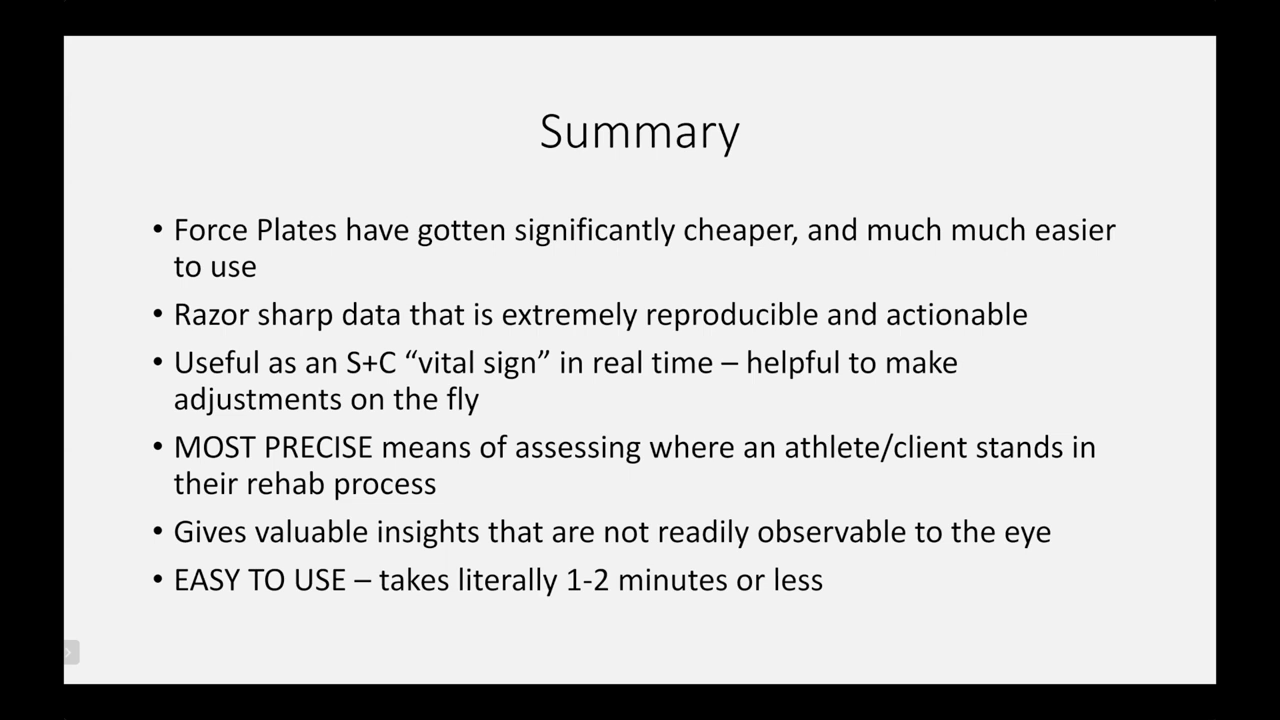 Summary
• Force Plates have gotten significantly cheaper, and much much easier
to use
• Razor sharp data that is extremely reproducible and actionable
• Useful as an S+C “vital sign” in real time – helpful to make
adjustments on the fly
• MOST PRECISE means of assessing where an athlete/client stands in
their rehab process
• Gives valuable insights that are not readily observable to the eye
• EASY TO USE – takes literally 1-2 minutes or less